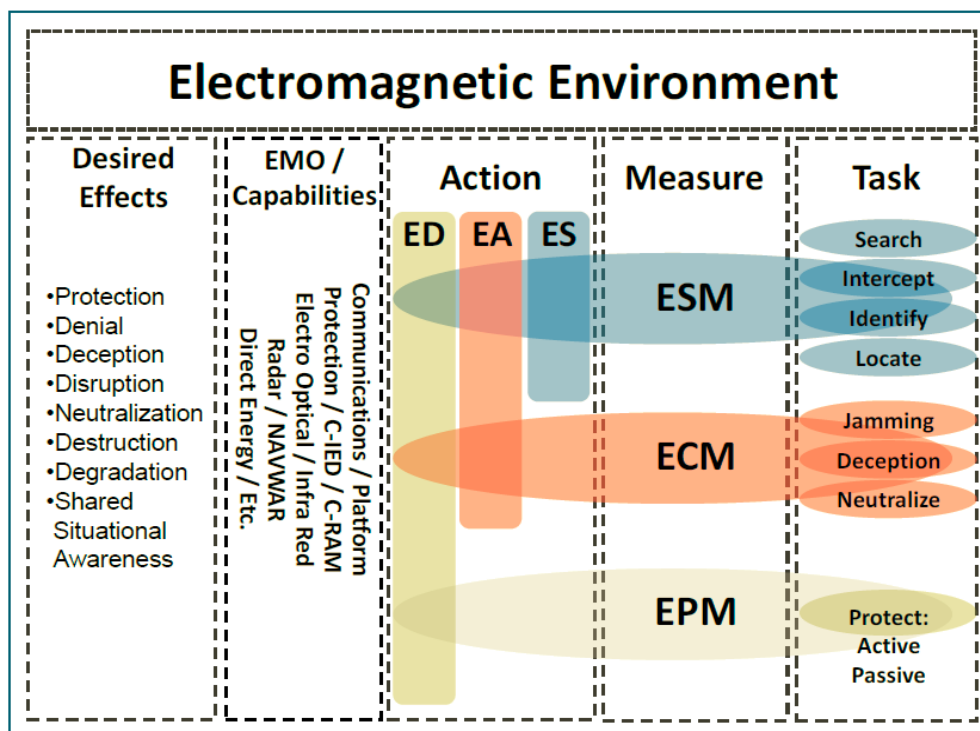 Electromagnetic Environment
Desired
Effects
•Protection
•Denial
•Deception
•Disruption
•Neutralization
•Destruction
•Degradation
•Shared
Situational
Awareness
EMO /
Capabilities
Communications / Platform
Protection / C-IED / C-RAM
Electro Optical / Infra Red
Radar / NAVWAR
Direct Energy / Etc.
Action
ED
EA
ES
Measure
ESM
ECM
EPM
Task
Search
Intercept
Identify
Locate
Jamming
Deception
Neutralize
Protect:
Active
Passive